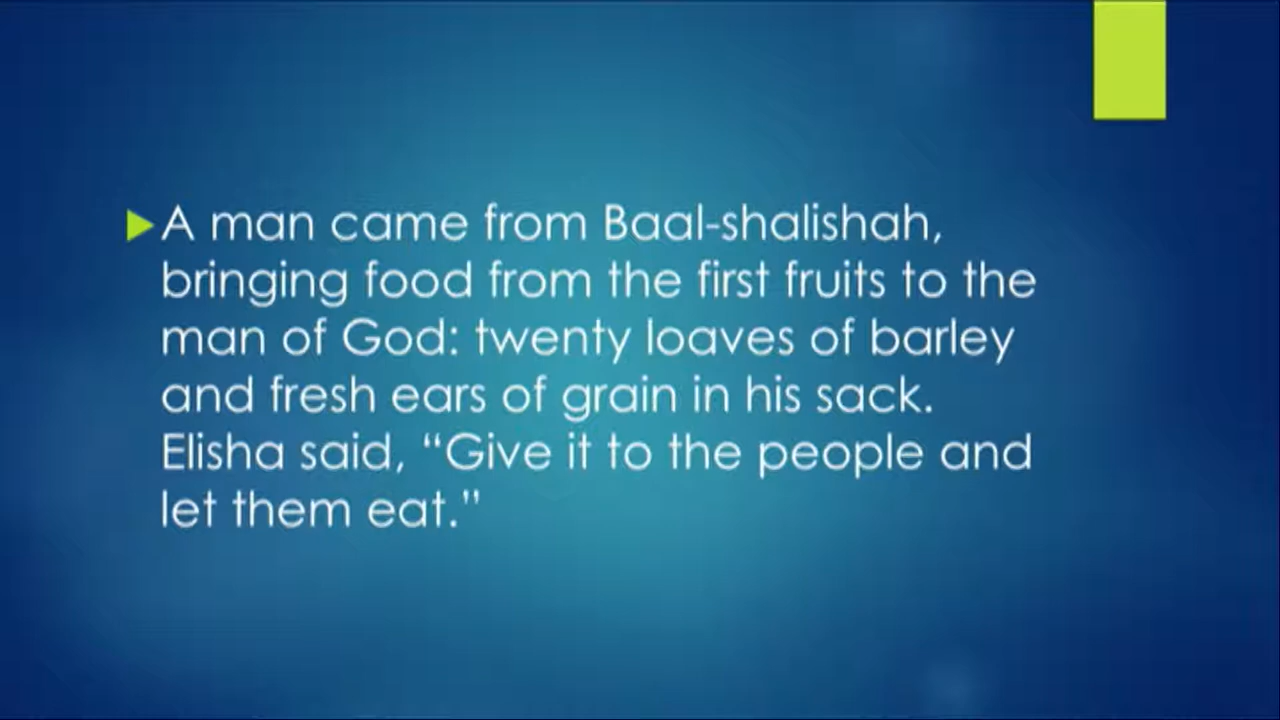 A man came from Baal-shalishah,
bringing food from the first fruits to the
man of God: twenty loaves of barley
and fresh ears of grain in his sack.
Elisha said, “Give it to the people and
let them eat.”